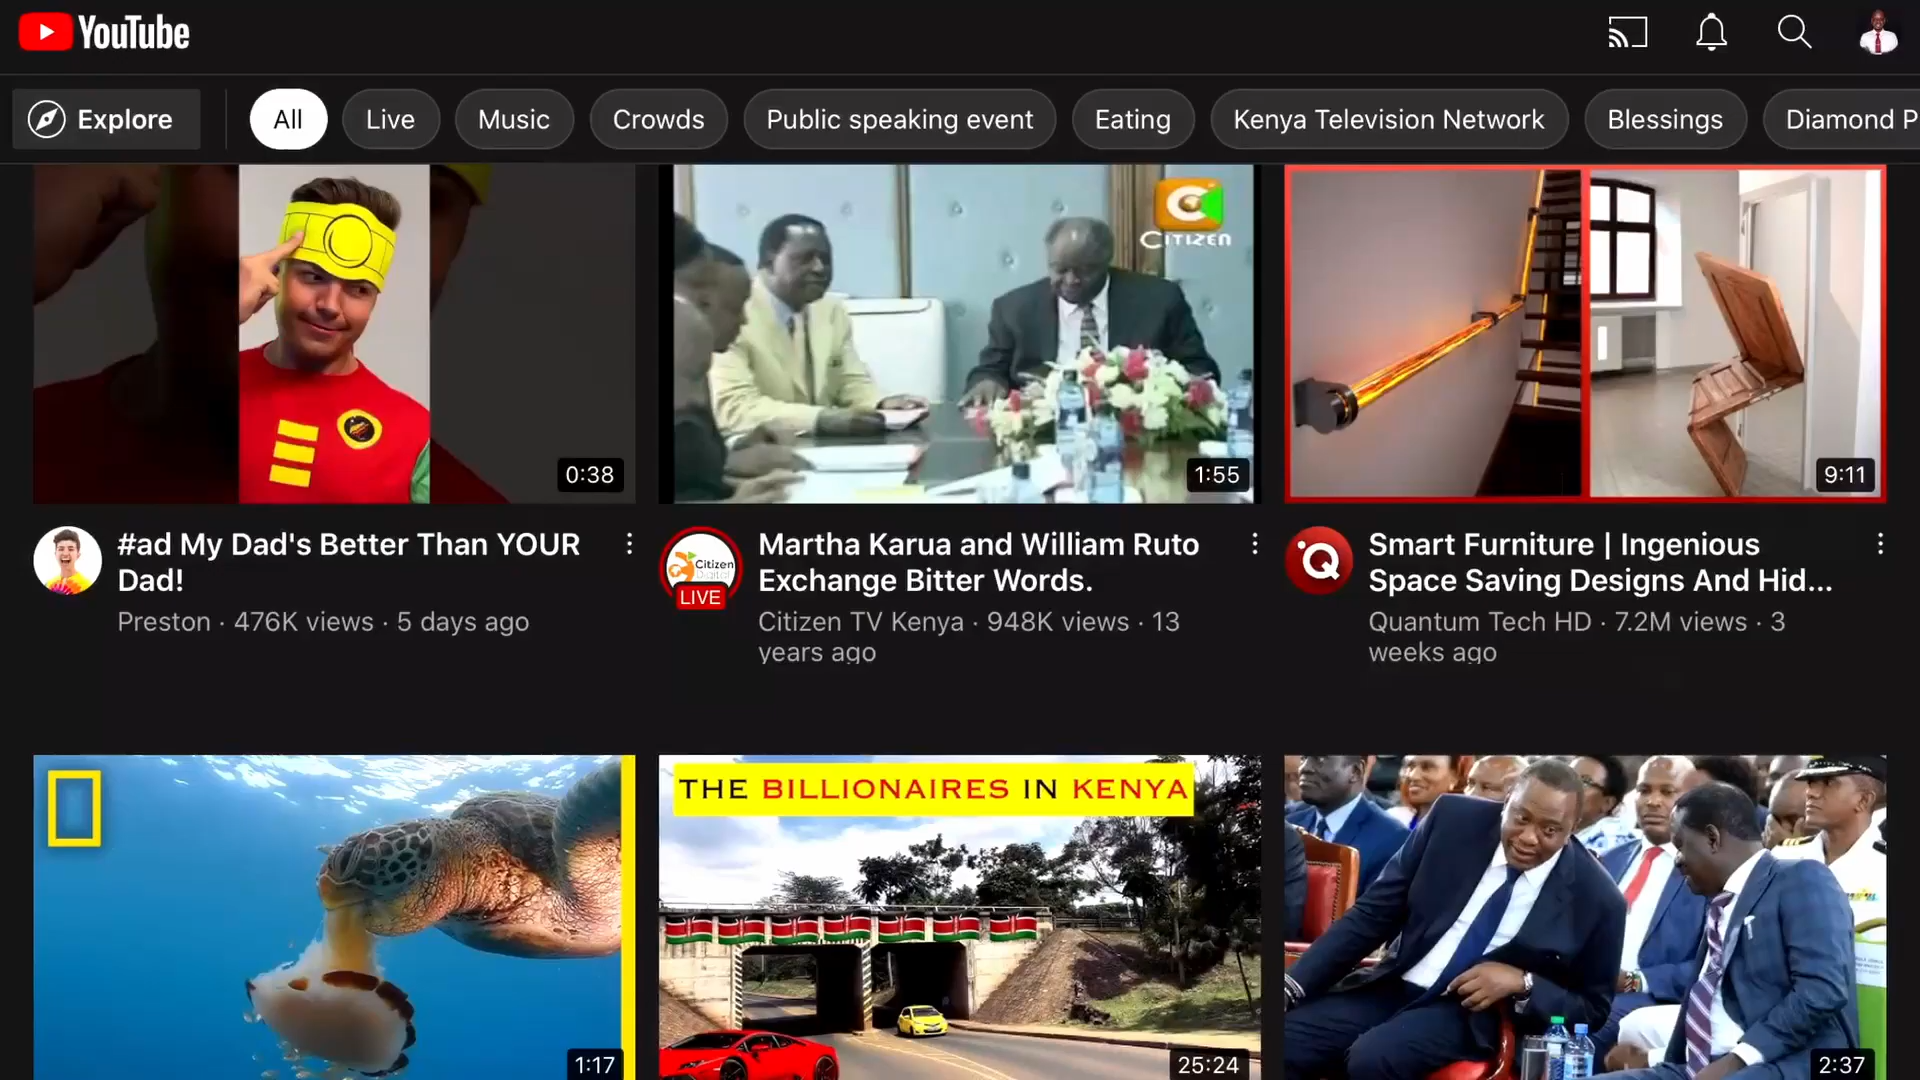 YouTube
Explore
All
Live
Music
Crowds
Public speaking event
Eating
Kenya Television Network
Blessings
Diamond P
CITIZEN
0:38
1:55
9:11
#ad My Dad's Better Than YOUR
Dad!
Preston · 476K views · 5 days ago
Citizen
Digital
LIVE
Martha Karua and William Ruto
Exchange Bitter Words.
Citizen TV Kenya · 948K views · 13
years ago
Smart Furniture | Ingenious
Space Saving Designs And Hid...
Quantum Tech HD · 7.2M views · 3
weeks ago
THE BILLIONAIRES IN KENYA
1:17
25:24
2:37